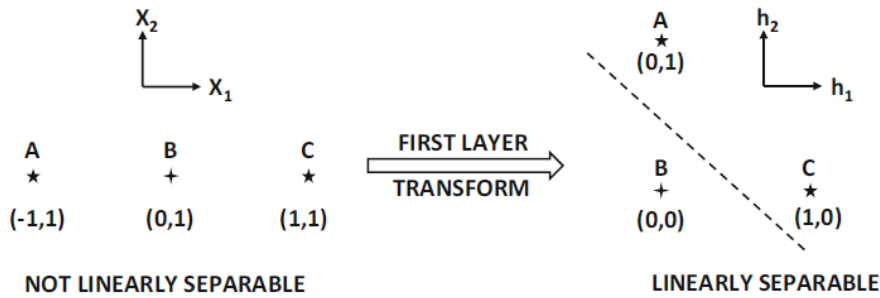 X2
X1
A B C
(-1,1) (0,1) (1,1)
NOT LINEARLY SEPARABLE
FIRST LAYER
TRANSFORM
A
(0,1)
h2
h1
B C
(0,0) (1,0)
LINEARLY SEPARABLE